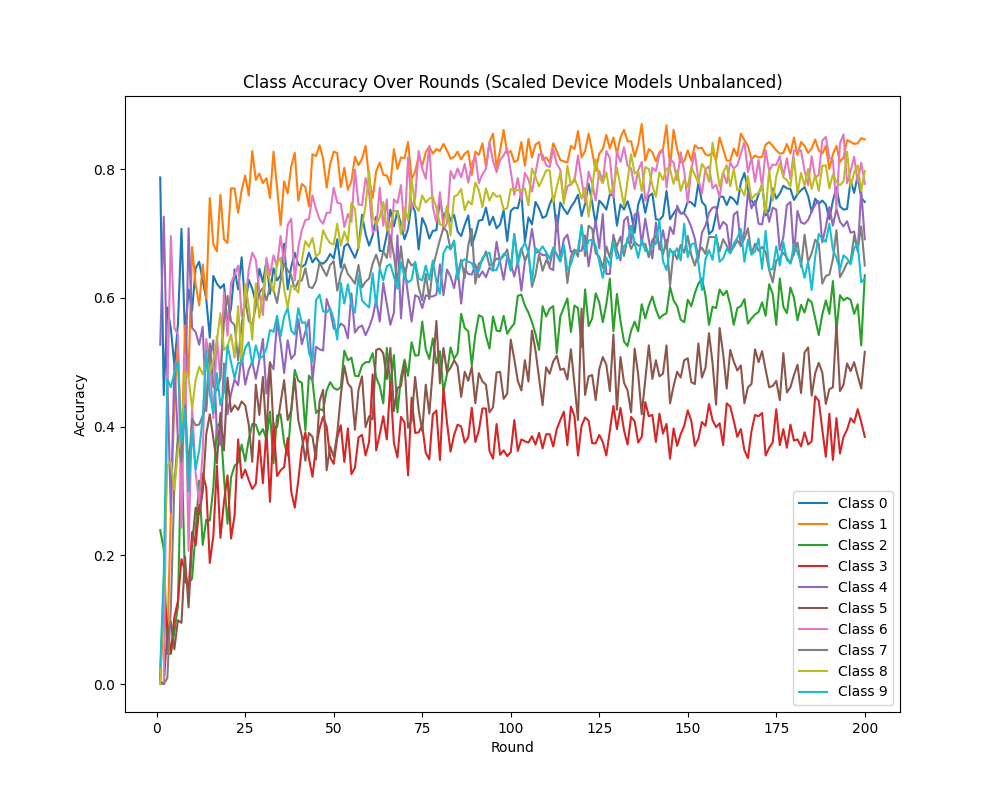 Class Accuracy Over Rounds (Scaled Device Models Unbalanced)
0.8
0.6
0.4
0.2
0.0
Accuracy
0
25
50
75
100
125
150
175
200
Round
Class 0
Class 1
Class 2
Class 3
Class 4
Class 5
Class 6
Class 7
Class 8
Class 9